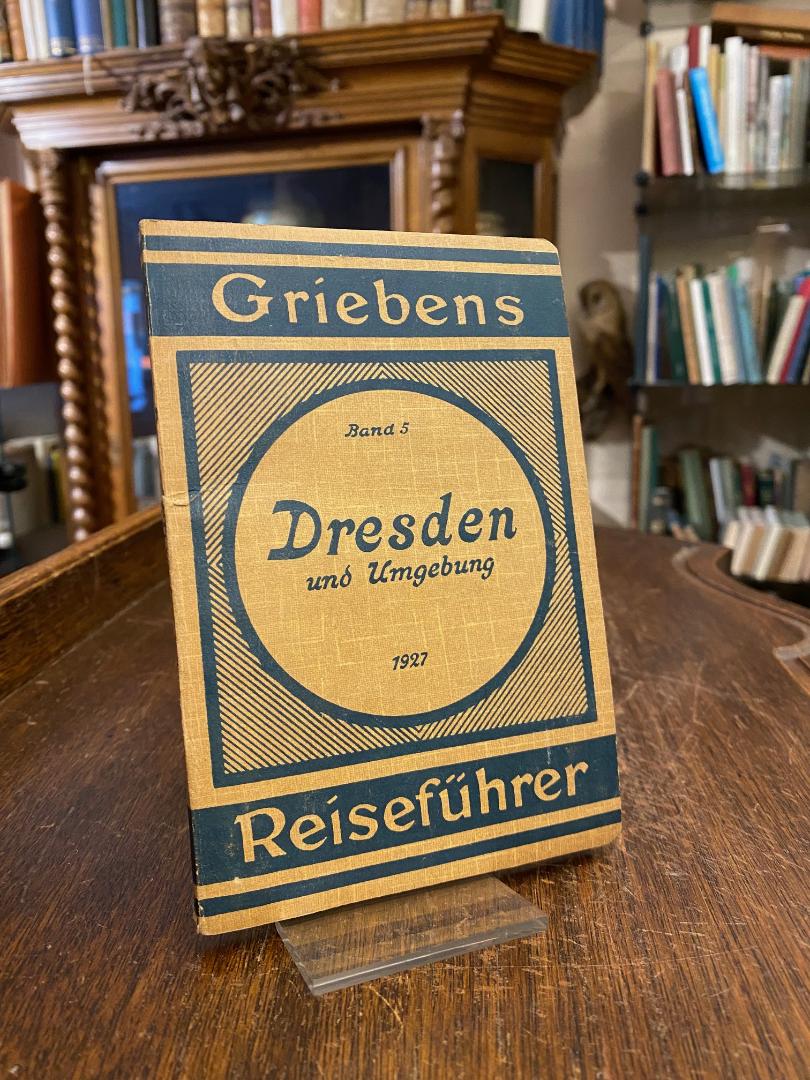 Griebens
Band 5
Dresden
und Umgebung
1927
Reiseführer